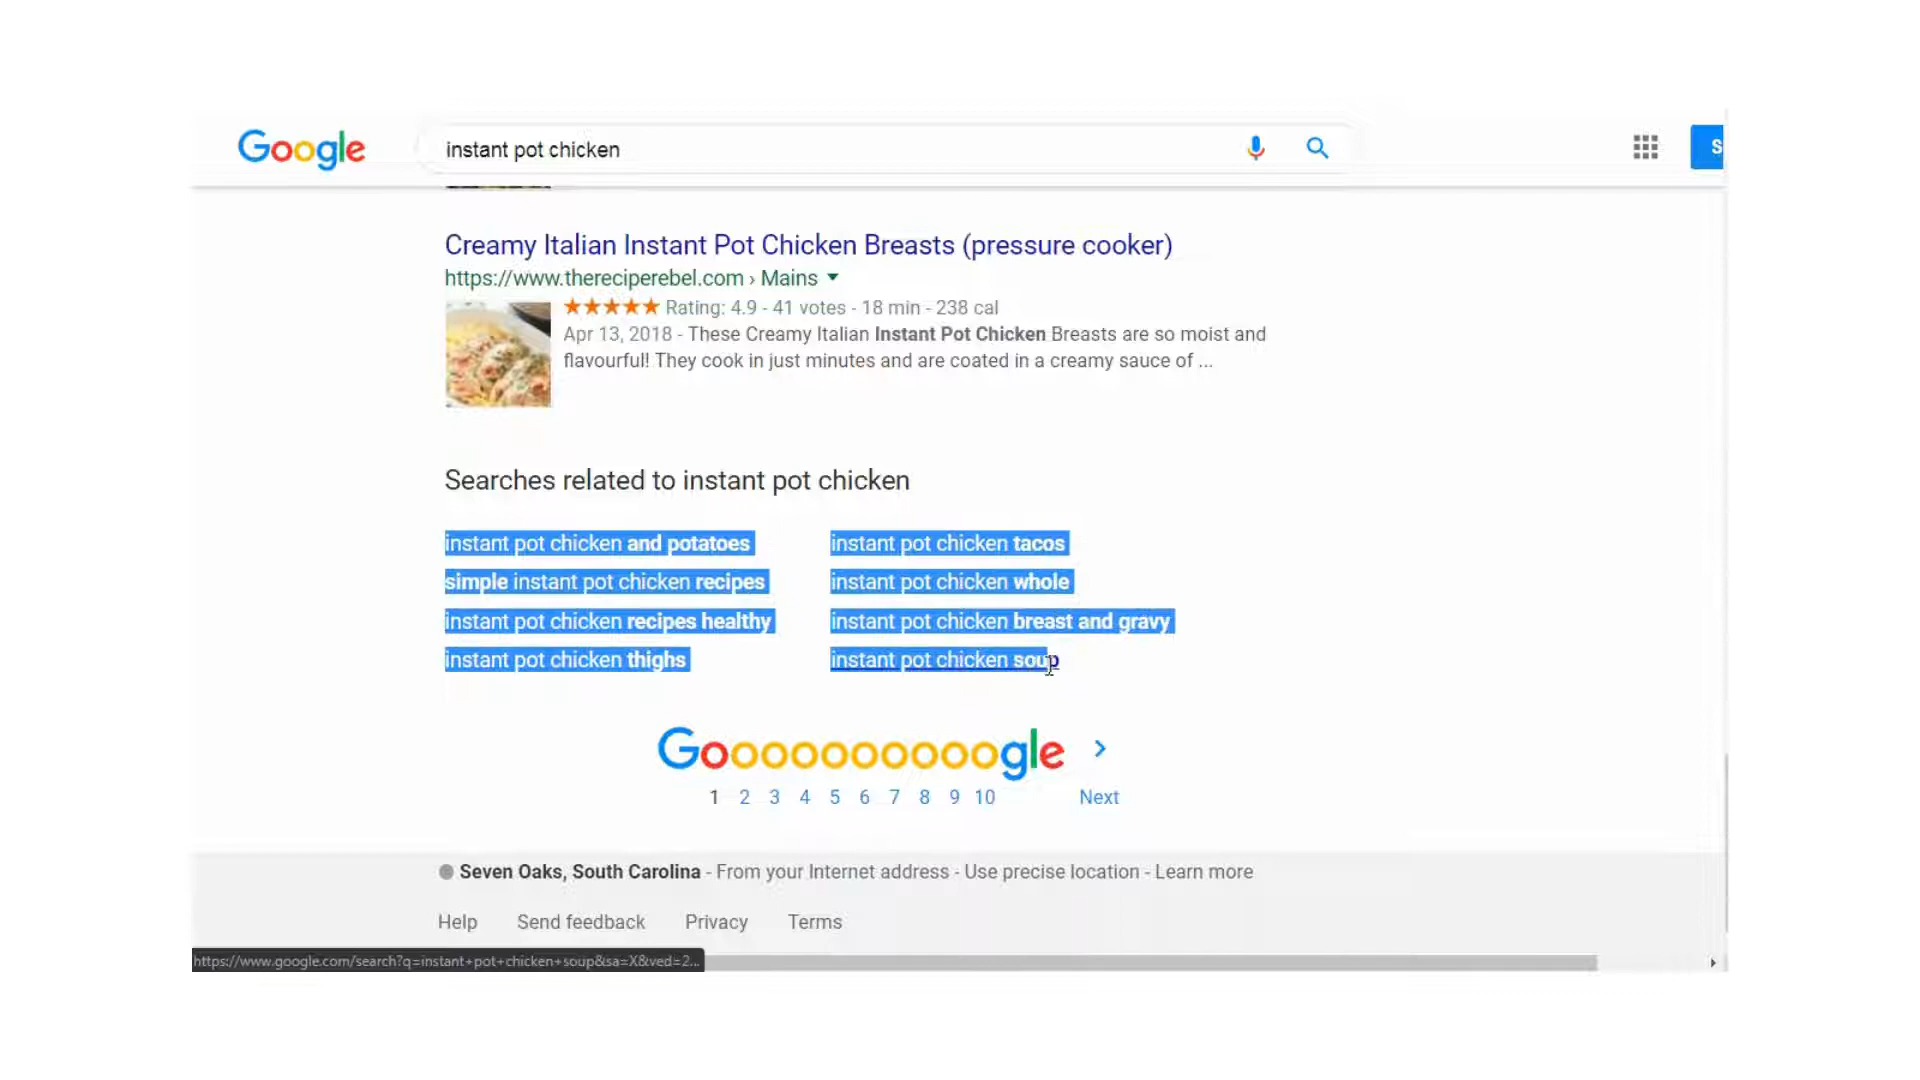 Google
instant pot chicken
S
Creamy Italian Instant Pot Chicken Breasts (pressure cooker)
https://www.thereciperebel.com › Mains
Rating: 4.9 - 41 votes - 18 min - 238 cal
Apr 13, 2018 - These Creamy Italian Instant Pot Chicken Breasts are so moist and
flavourful! They cook in just minutes and are coated in a creamy sauce of ...
Searches related to instant pot chicken
instant pot chicken and potatoes
instant pot chicken tacos
simple instant pot chicken recipes
instant pot chicken whole
instant pot chicken recipes healthy
instant pot chicken breast and gravy
instant pot chicken thighs
instant pot chicken soup
Goooooooooogle
1 2 3 4 5 6 7 8 9 10 Next
Seven Oaks, South Carolina - From your Internet address - Use precise location - Learn more
Help Send feedback Privacy Terms
https://www.google.com/search?q=instant+pot+chicken+soup&sa=X&ved=2...